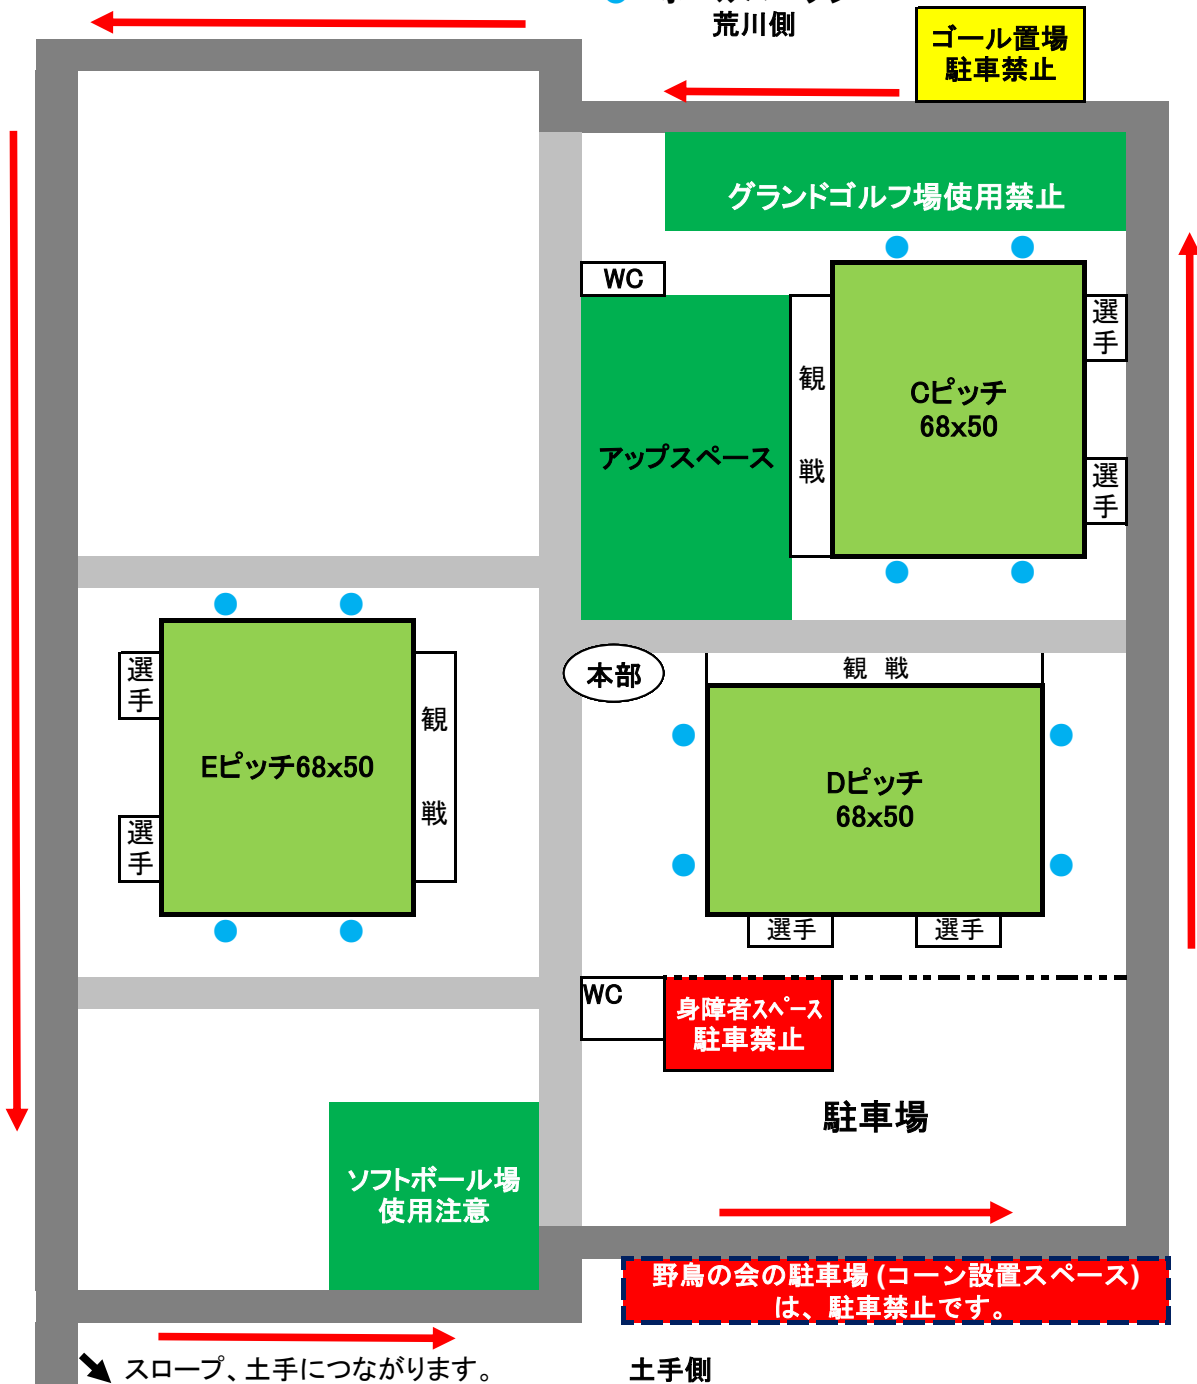 荒川側
ゴール置場
駐車禁止
グランドゴルフ場使用禁止
WC
選
手
観
戦
Cピッチ
68x50
アップスペース
選
手
本部
観 戦
選
手
観
戦
Eピッチ68x50
Dピッチ
68x50
選
手
選手
選手
WC
身障者スペース
駐車禁止
駐車場
ソフトボール場
使用注意
野鳥の会の駐車場(コーン設置スペース)
は、駐車禁止です。
スロープ、土手につながります。
土手側